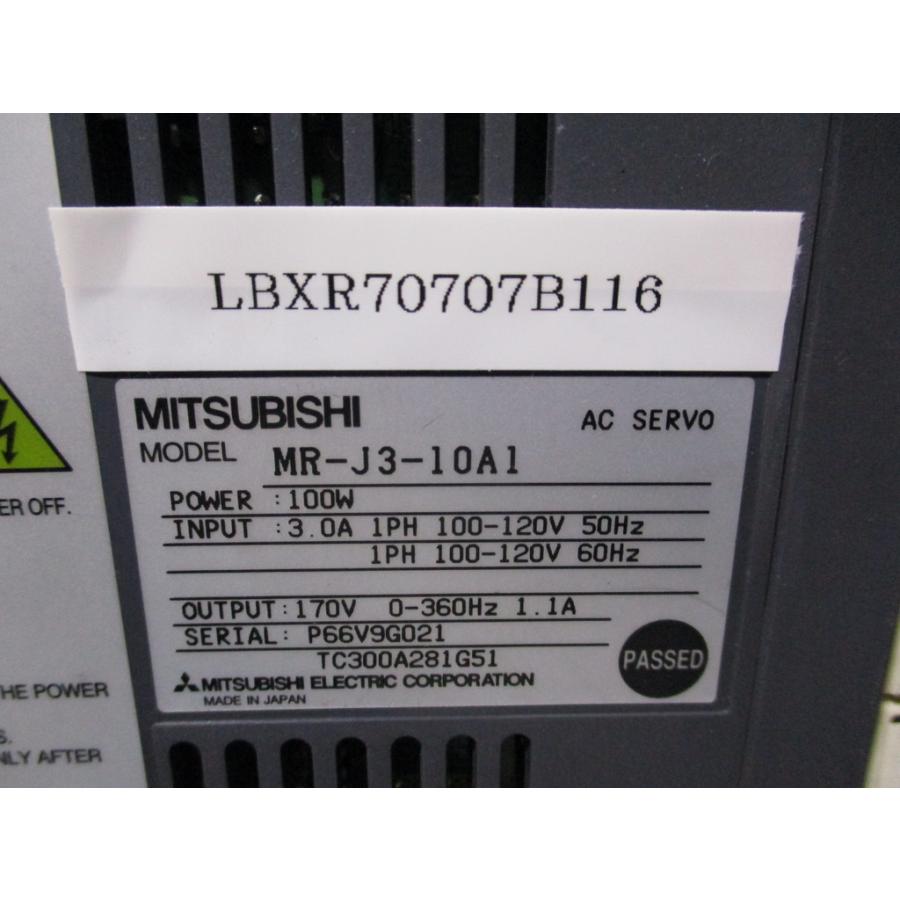 LBXR70707B116
MITSUBISHI
AC SERVO
MODEL MR-J3-10A1
POWER : 100W
INPUT : 3.0A 1PH 100-120V 50Hz
1PH 100-120V 60Hz
OUTPUT: 170V 0-360Hz 1.1A
SERIAL: P66V9G021
TC300A281G51
PASSED
MITSUBISHI ELECTRIC CORPORATION
MADE IN JAPAN
ER OFF.
THE POWER
S.
NLY AFTER